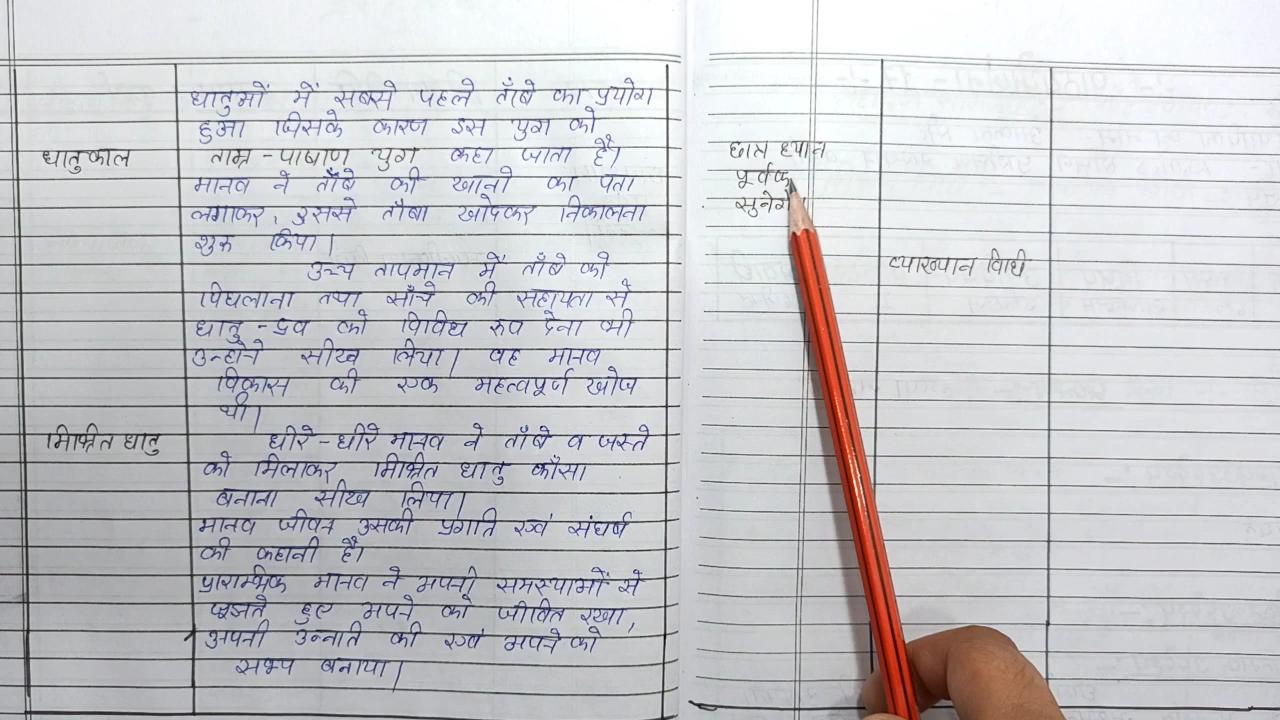 धातुओं में सबसे पहले ताँबे का प्रयोग
हुआ जिसके कारण इस युग को
धातुकाल
ताम्र-पाषाण युग कहा जाता है।
मानव ने ताँबे की खानो का पता
लगाकर, उससे ताँबा खोदकर निकालना
शुरू किया।
उच्च तापमान में ताँबे को
पिघलाना तथा साँचे की सहायता से
धातु-द्रव को विविध रूप देना भी
उन्होंने सीख लिया। वह मानव
विकास की एक महत्वपूर्ण खोज
थी।
मिश्रित धातु
धीरे-धीरे मानव ने ताँबे व जस्ते
को मिलाकर मिश्रित धातु काँसा
बनाना सीख लिया।
मानव जीवन उसकी प्रगति एवं संघर्ष
की कहानी है।
प्रारम्भिक मानव ने अपनी समस्याओं से
जूझते हुए अपने को जीवित रखा,
अपनी उन्नति की एवं अपने को
सभ्य बनाया।
छात्र ध्यान
पूर्वक
सुनेगे
व्याख्यान विधि